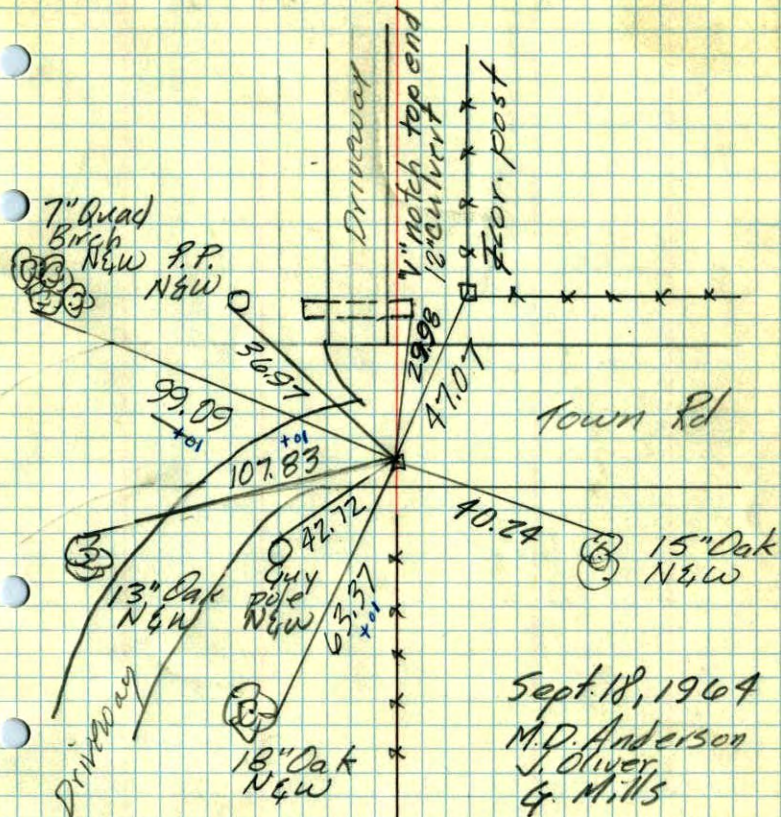 Driveway
"V" notch top end
12" culvert
cor. post
7" Quad
Birch
N&W
P.P.
N&W
36.97
29.98
47.07
99.09
+01
+01
107.83
Town Rd
42.72
40.24
13" Oak
N&W
Guy
pole
N&W
63.37
+01
15" Oak
N&W
Driveway
18" Oak
N&W
Sept. 18, 1964
M.D. Anderson
J. Oliver
G. Mills